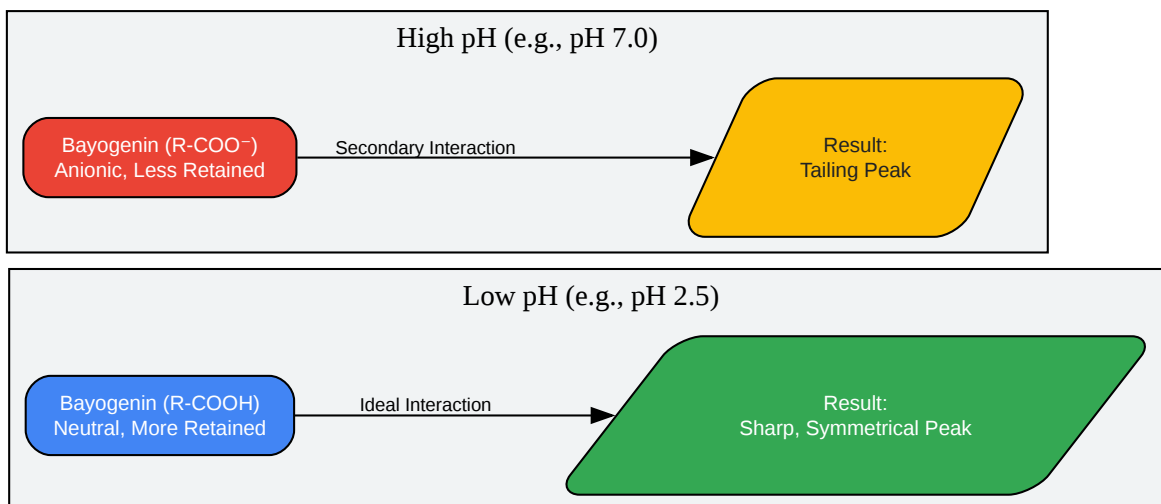 High pH (e.g., pH 7.0)
Bayogenin (R-COO⁻)
Anionic, Less Retained
Secondary Interaction
Result:
Tailing Peak
Low pH (e.g., pH 2.5)
Bayogenin (R-COOH)
Neutral, More Retained
Ideal Interaction
Result:
Sharp, Symmetrical Peak